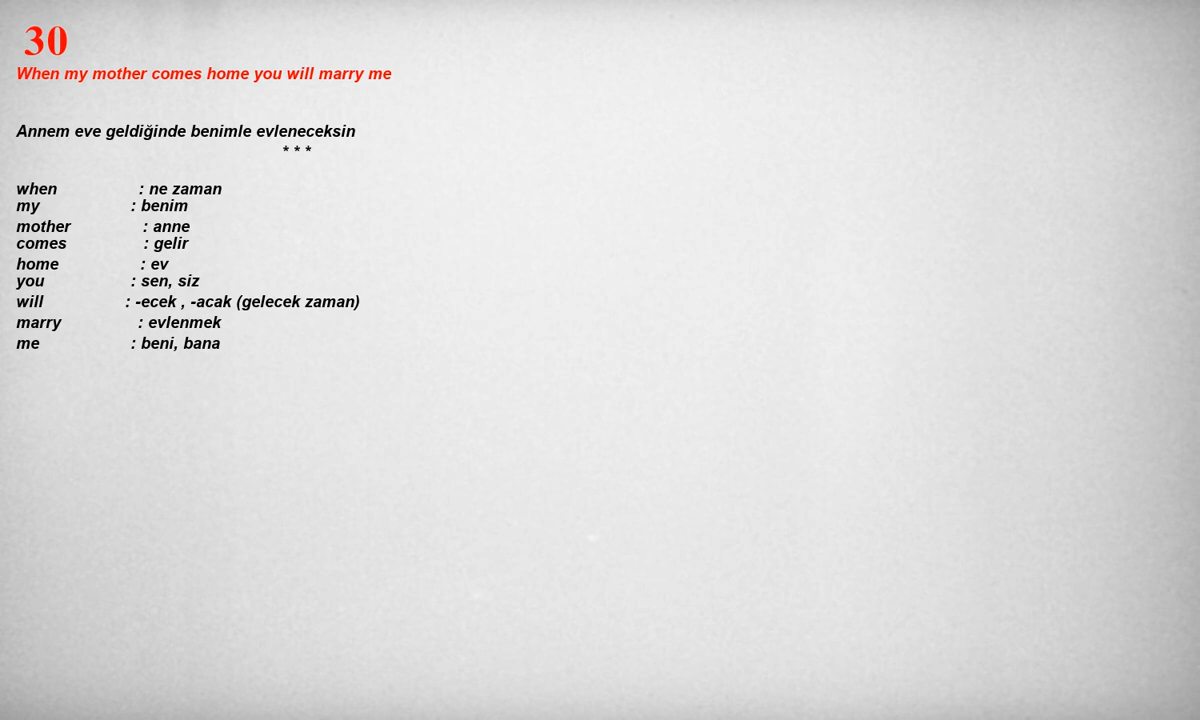 30
When my mother comes home you will marry me
Annem eve geldiğinde benimle evleneceksin
* * *
when : ne zaman
my : benim
mother : anne
comes : gelir
home : ev
you : sen, siz
will : -ecek , -acak (gelecek zaman)
marry : evlenmek
me : beni, bana